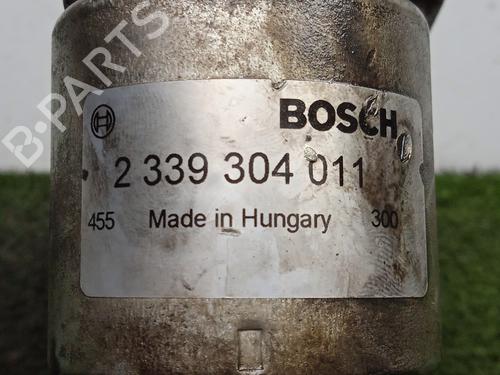 B-PARTS
BOSCH
2 339 304 011
455 Made in Hungary 300